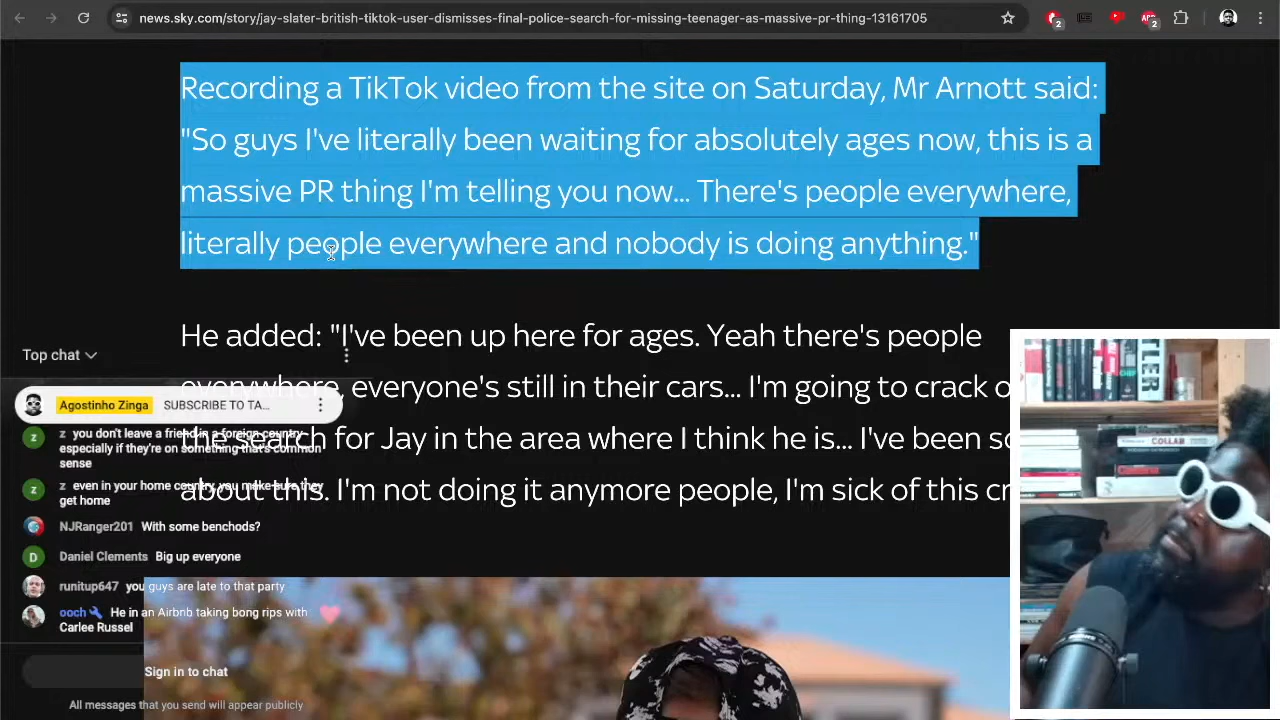 news.sky.com/story/jay-slater-british-tiktok-user-dismisses-final-police-search-for-missing-teenager-as-massive-pr-thing-13161705
Recording a TikTok video from the site on Saturday, Mr Arnott said:
"So guys I've literally been waiting for absolutely ages now, this is a
massive PR thing I'm telling you now... There's people everywhere,
literally people everywhere and nobody is doing anything."
He added: "I've been up here for ages. Yeah there's people
everywhere, everyone's still in their cars... I'm going to crack
the search for Jay in the area where I think he is... I've been
about this. I'm not doing it anymore people, I'm sick of this
Top chat
Agostinho Zinga SUBSCRIBE TO TA...
z you don't leave a friend in a foreign country
especially if they're on something that's common
sense
z even in your home country you make sure they
get home
NJRanger201 With some benchods?
D Daniel Clements Big up everyone
runitup647 you guys are late to that party
ooch He in an Airbnb taking bong rips with
Carlee Russel
Sign in to chat
All messages that you send will appear publicly
COLLAB